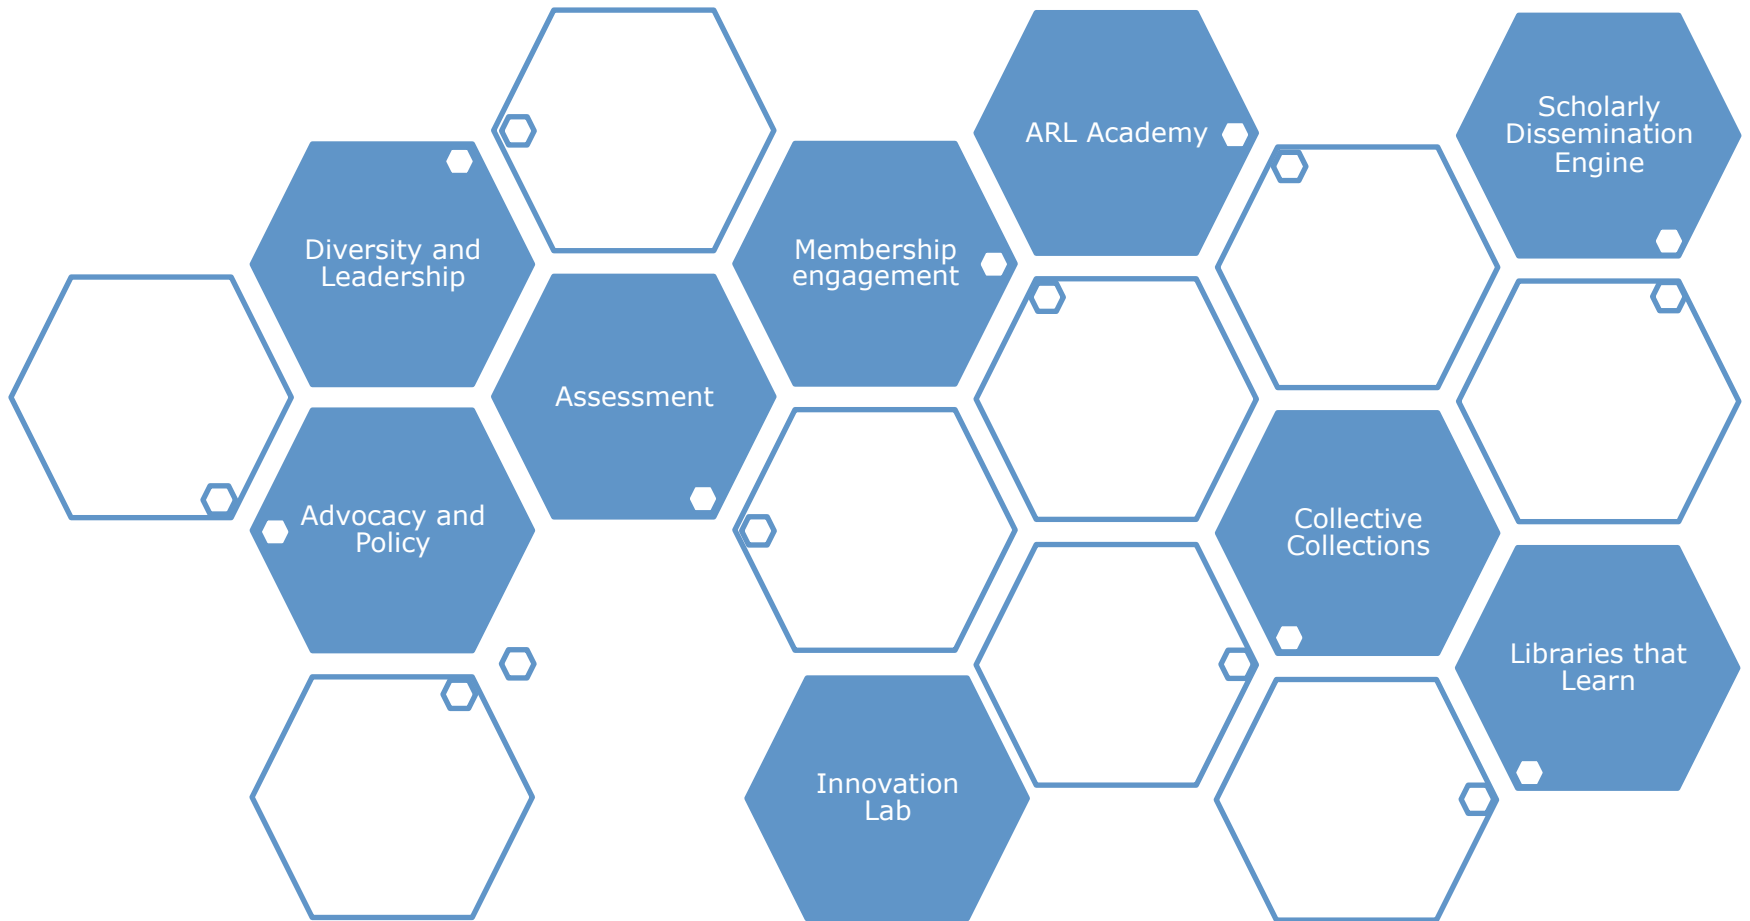 ARL Academy
Scholarly
Dissemination
Engine
Diversity and
Leadership
Membership
engagement
Assessment
Advocacy and
Policy
Collective
Collections
Libraries that
Learn
Innovation
Lab